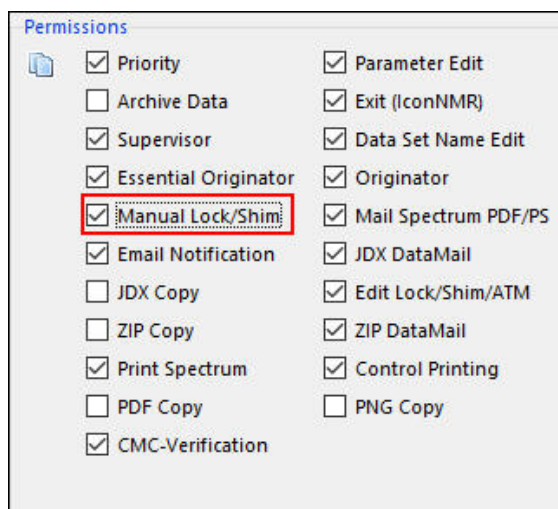 Permissions
Priority
Archive Data
Supervisor
Essential Originator
Manual Lock/Shim
Email Notification
JDX Copy
ZIP Copy
Print Spectrum
PDF Copy
CMC-Verification
Parameter Edit
Exit (IconNMR)
Data Set Name Edit
Originator
Mail Spectrum PDF/PS
JDX DataMail
Edit Lock/Shim/ATM
ZIP DataMail
Control Printing
PNG Copy